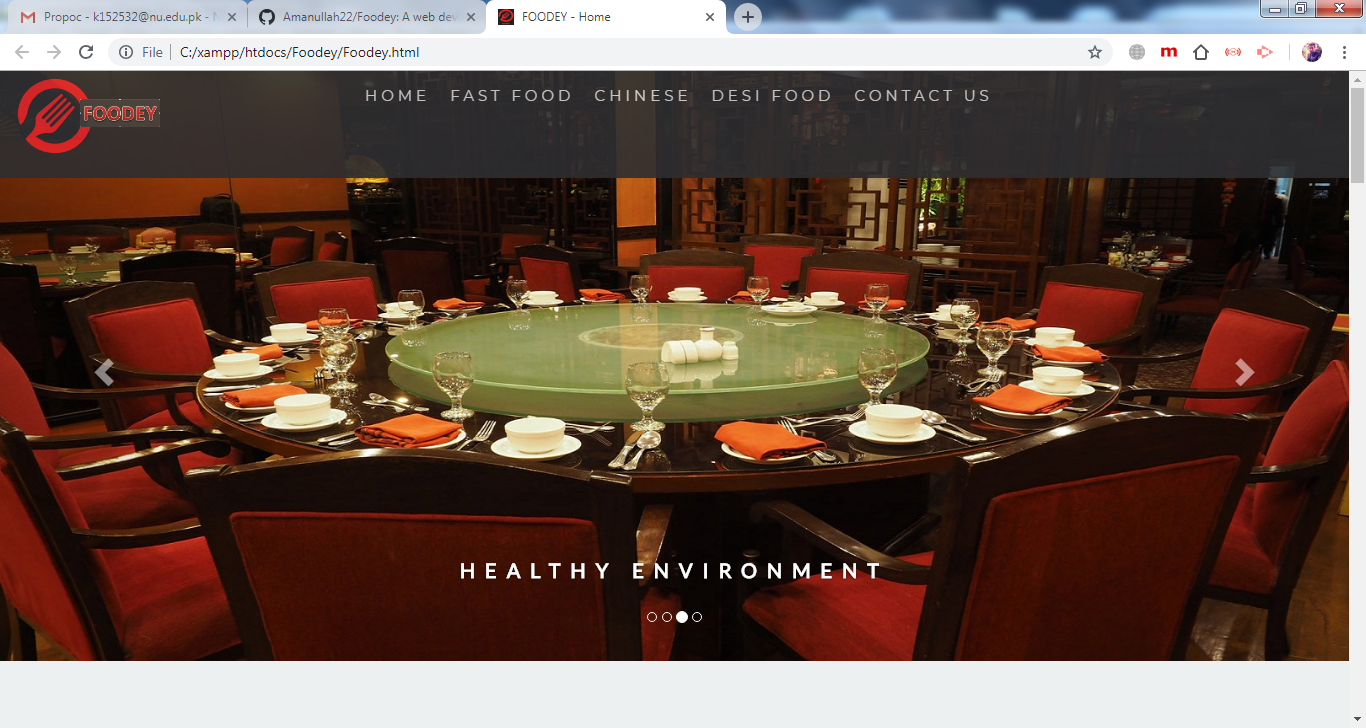 Propoc - k152532@nu.edu.pk - N
Amanullah22/Foodey: A web dev
FOODEY - Home
File
C:/xampp/htdocs/Foodey/Foodey.html
m
FOODEY
HOME FAST FOOD CHINESE DESI FOOD CONTACT US
HEALTHY ENVIRONMENT